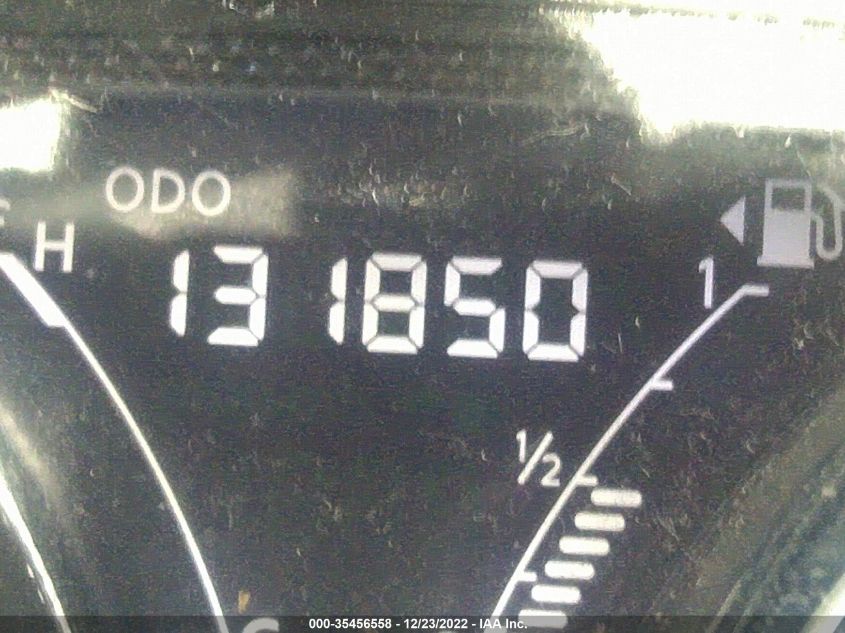 ODO
H
131850
1
1/2
000-35456558 - 12/23/2022 - IAA Inc.